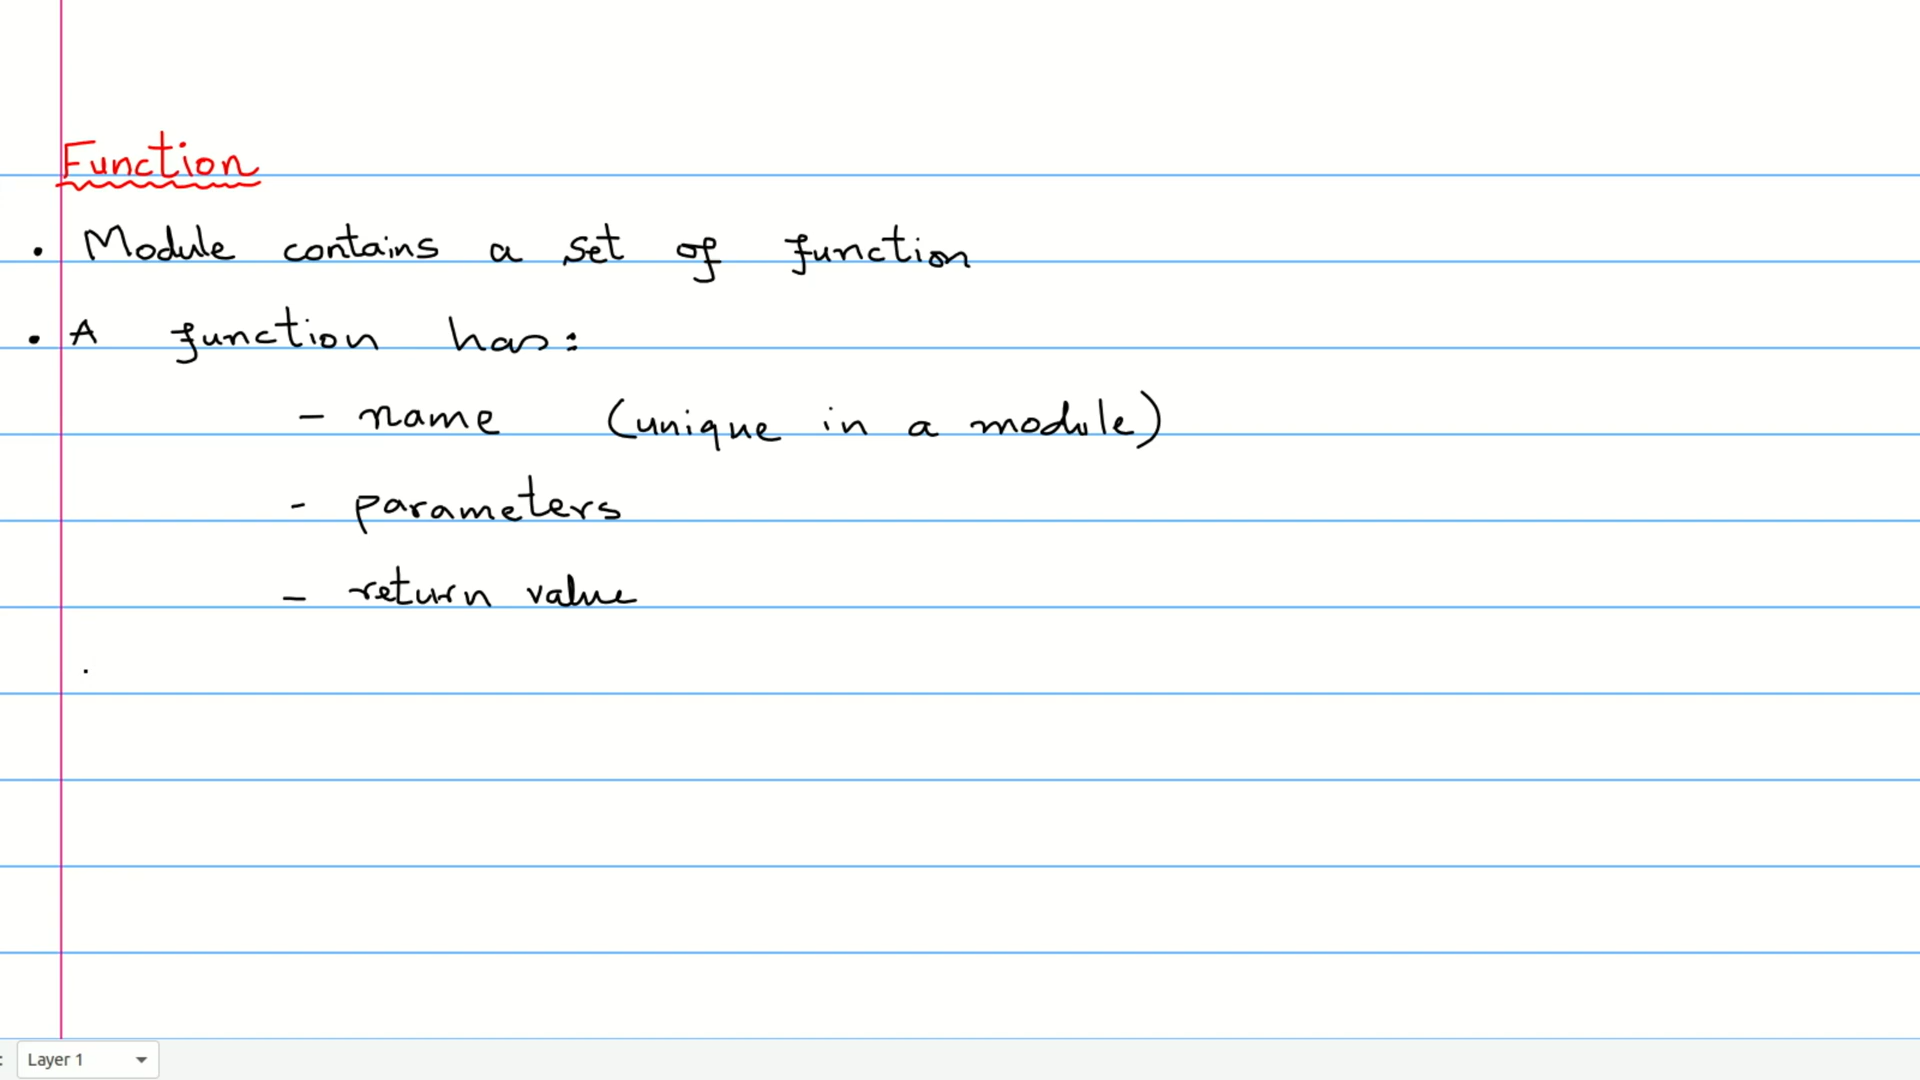 Function
• Module contains a set of function
• A function has:
- name (unique in a module)
- parameters
- return value
.
: Layer 1